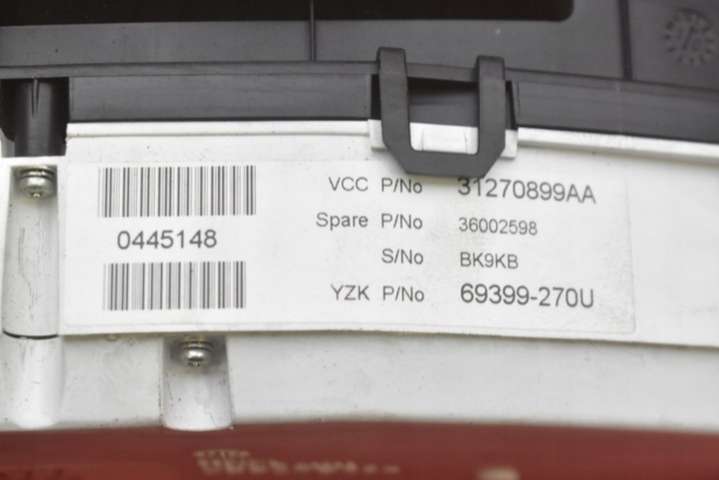 VCC P/No 31270899AA
0445148
Spare P/No 36002598
S/No BK9KB
YZK P/No 69399-270U